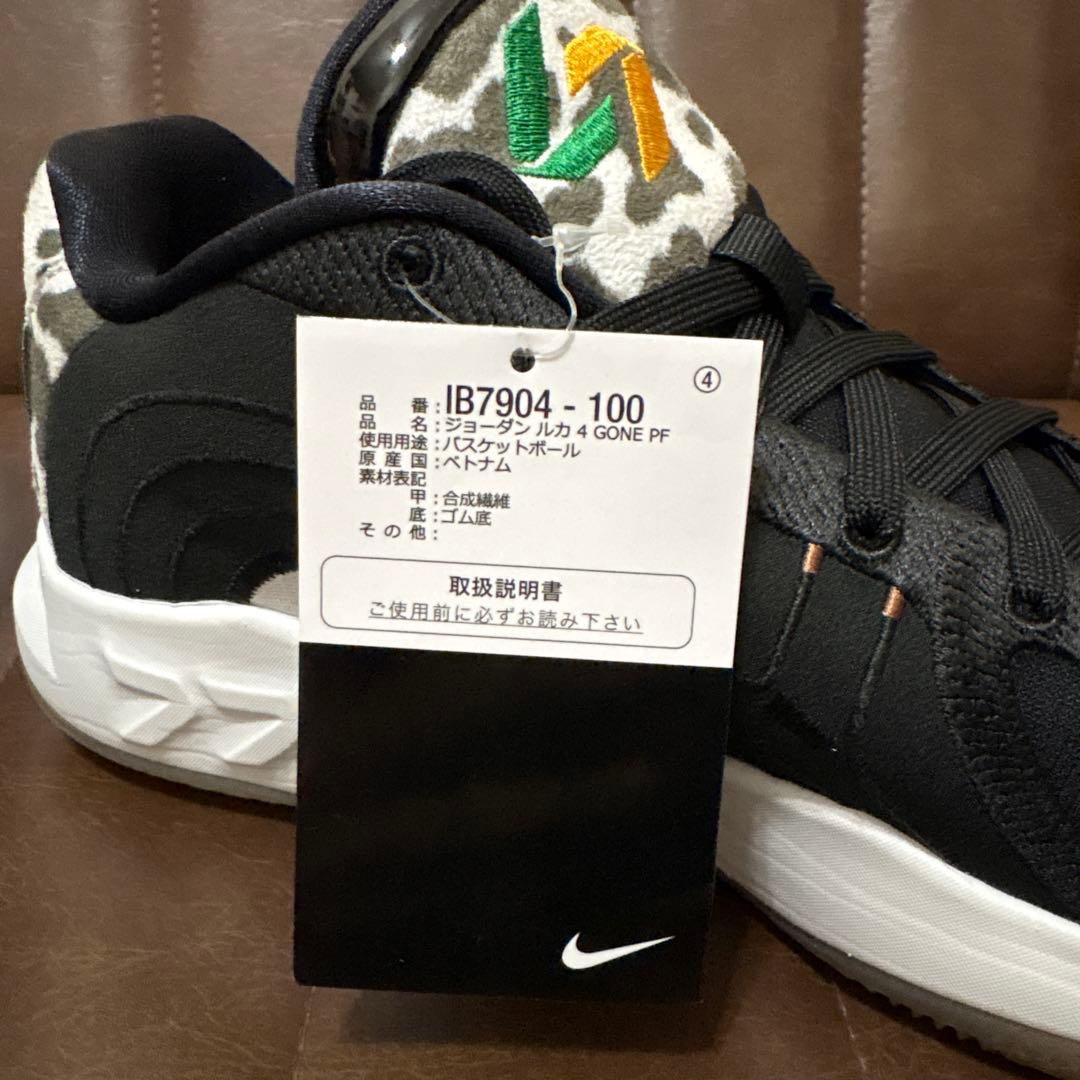 ④
品 番 : IB7904 - 100
品 名 : ジョーダン ルカ 4 GONE PF
使用用途 : バスケットボール
原 産 国 : ベトナム
素材表記
甲 : 合成繊維
底 : ゴム底
そ の 他 :
取扱説明書
ご使用前に必ずお読み下さい